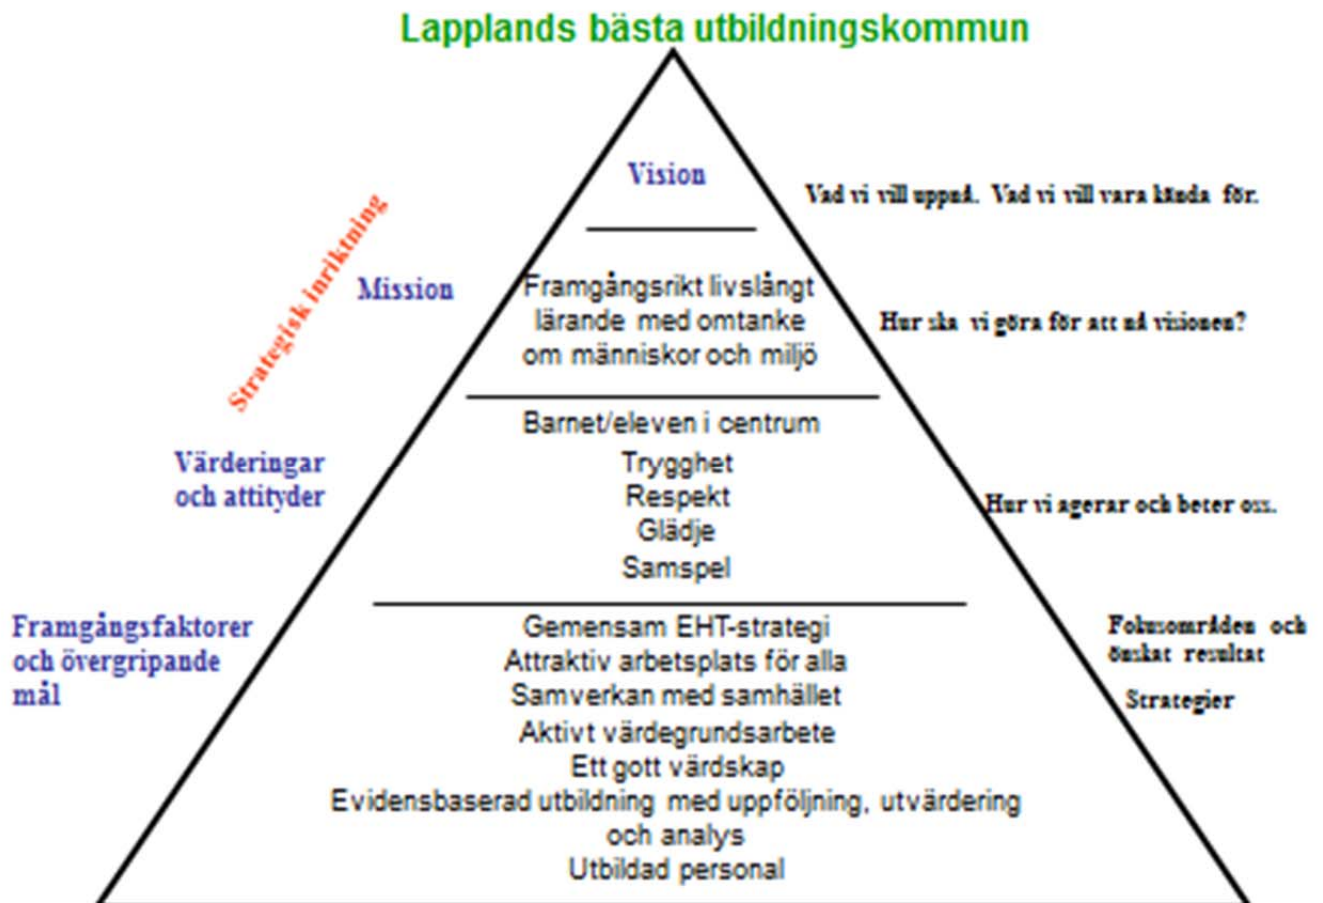 Lapplands bästa utbildningskommun
Vision
Vad vi vill uppnå. Vad vi vill vara kända för.
Strategisk inriktning
Mission
Framgångsrikt livslångt
lärande med omtanke
om människor och miljö
Hur ska vi göra för att nå visionen?
Värderingar
och attityder
Barnet/eleven i centrum
Trygghet
Respekt
Glädje
Samspel
Hur vi agerar och beter oss.
Framgångsfaktorer
och övergripande
mål
Gemensam EHT-strategi
Attraktiv arbetsplats för alla
Samverkan med samhället
Aktivt värdegrundsarbete
Ett gott värdskap
Evidensbaserad utbildning med uppföljning, utvärdering
och analys
Utbildad personal
Fokusområden och
önskat resultat
Strategier